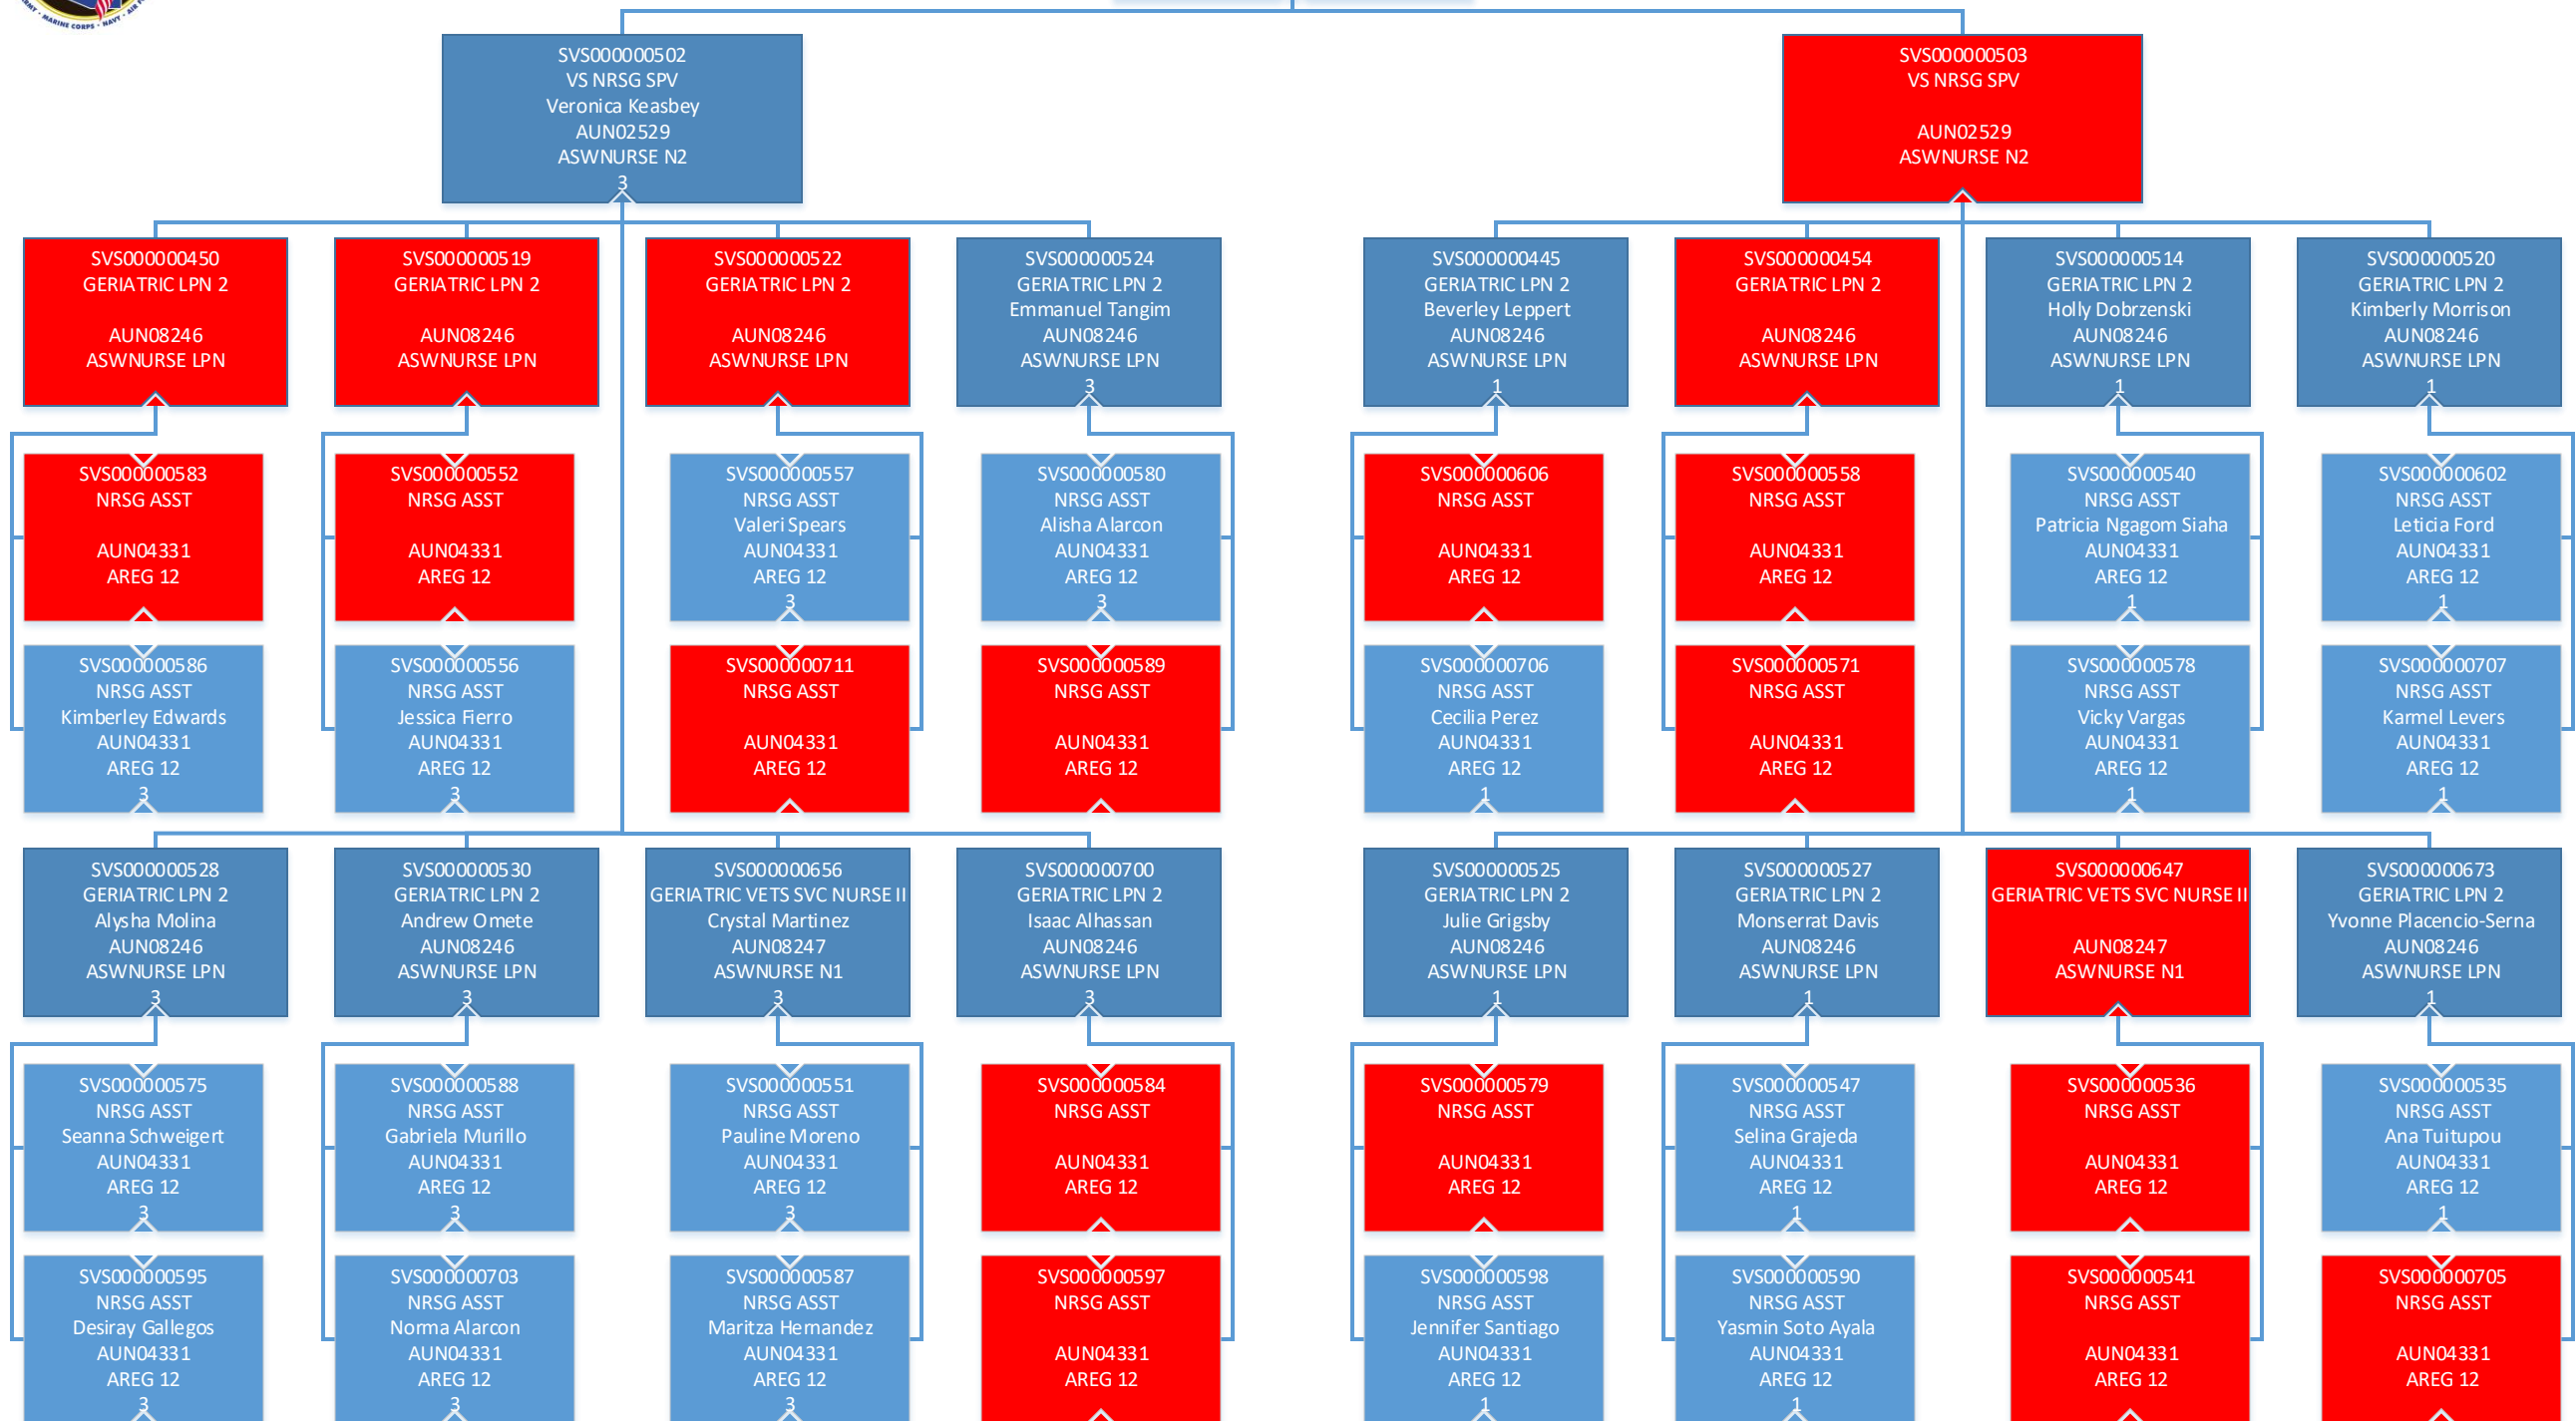 MY · MARINE CORPS · NAVY · AIR F
SVS000000502
VS NRSG SPV
Veronica Keasbey
AUN02529
ASWNURSE N2
3
SVS000000503
VS NRSG SPV
AUN02529
ASWNURSE N2
SVS000000450
GERIATRIC LPN 2
AUN08246
ASWNURSE LPN
SVS000000519
GERIATRIC LPN 2
AUN08246
ASWNURSE LPN
SVS000000522
GERIATRIC LPN 2
AUN08246
ASWNURSE LPN
SVS000000524
GERIATRIC LPN 2
Emmanuel Tangim
AUN08246
ASWNURSE LPN
3
SVS000000445
GERIATRIC LPN 2
Beverley Leppert
AUN08246
ASWNURSE LPN
1
SVS000000454
GERIATRIC LPN 2
AUN08246
ASWNURSE LPN
SVS000000514
GERIATRIC LPN 2
Holly Dobrzenski
AUN08246
ASWNURSE LPN
1
SVS000000520
GERIATRIC LPN 2
Kimberly Morrison
AUN08246
ASWNURSE LPN
1
SVS000000583
NRSG ASST
AUN04331
AREG 12
SVS000000552
NRSG ASST
AUN04331
AREG 12
SVS000000557
NRSG ASST
Valeri Spears
AUN04331
AREG 12
3
SVS000000580
NRSG ASST
Alisha Alarcon
AUN04331
AREG 12
3
SVS000000606
NRSG ASST
AUN04331
AREG 12
SVS000000558
NRSG ASST
AUN04331
AREG 12
SVS000000540
NRSG ASST
Patricia Ngagom Siaha
AUN04331
AREG 12
1
SVS000000602
NRSG ASST
Leticia Ford
AUN04331
AREG 12
1
SVS000000586
NRSG ASST
Kimberley Edwards
AUN04331
AREG 12
3
SVS000000556
NRSG ASST
Jessica Fierro
AUN04331
AREG 12
3
SVS000000711
NRSG ASST
AUN04331
AREG 12
SVS000000589
NRSG ASST
AUN04331
AREG 12
SVS000000706
NRSG ASST
Cecilia Perez
AUN04331
AREG 12
1
SVS000000571
NRSG ASST
AUN04331
AREG 12
SVS000000578
NRSG ASST
Vicky Vargas
AUN04331
AREG 12
1
SVS000000707
NRSG ASST
Karmel Levers
AUN04331
AREG 12
1
SVS000000528
GERIATRIC LPN 2
Alysha Molina
AUN08246
ASWNURSE LPN
3
SVS000000530
GERIATRIC LPN 2
Andrew Omete
AUN08246
ASWNURSE LPN
3
SVS000000656
GERIATRIC VETS SVC NURSE II
Crystal Martinez
AUN08247
ASWNURSE N1
3
SVS000000700
GERIATRIC LPN 2
Isaac Alhassan
AUN08246
ASWNURSE LPN
3
SVS000000525
GERIATRIC LPN 2
Julie Grigsby
AUN08246
ASWNURSE LPN
1
SVS000000527
GERIATRIC LPN 2
Monserrat Davis
AUN08246
ASWNURSE LPN
1
SVS000000647
GERIATRIC VETS SVC NURSE II
AUN08247
ASWNURSE N1
SVS000000673
GERIATRIC LPN 2
Yvonne Placencio-Serna
AUN08246
ASWNURSE LPN
1
SVS000000575
NRSG ASST
Seanna Schweigert
AUN04331
AREG 12
3
SVS000000588
NRSG ASST
Gabriela Murillo
AUN04331
AREG 12
3
SVS000000551
NRSG ASST
Pauline Moreno
AUN04331
AREG 12
3
SVS000000584
NRSG ASST
AUN04331
AREG 12
SVS000000579
NRSG ASST
AUN04331
AREG 12
SVS000000547
NRSG ASST
Selina Grajeda
AUN04331
AREG 12
1
SVS000000536
NRSG ASST
AUN04331
AREG 12
SVS000000535
NRSG ASST
Ana Tuitupou
AUN04331
AREG 12
1
SVS000000595
NRSG ASST
Desiray Gallegos
AUN04331
AREG 12
3
SVS000000703
NRSG ASST
Norma Alarcon
AUN04331
AREG 12
3
SVS000000587
NRSG ASST
Maritza Hernandez
AUN04331
AREG 12
3
SVS000000597
NRSG ASST
AUN04331
AREG 12
SVS000000598
NRSG ASST
Jennifer Santiago
AUN04331
AREG 12
1
SVS000000590
NRSG ASST
Yasmin Soto Ayala
AUN04331
AREG 12
1
SVS000000541
NRSG ASST
AUN04331
AREG 12
SVS000000705
NRSG ASST
AUN04331
AREG 12